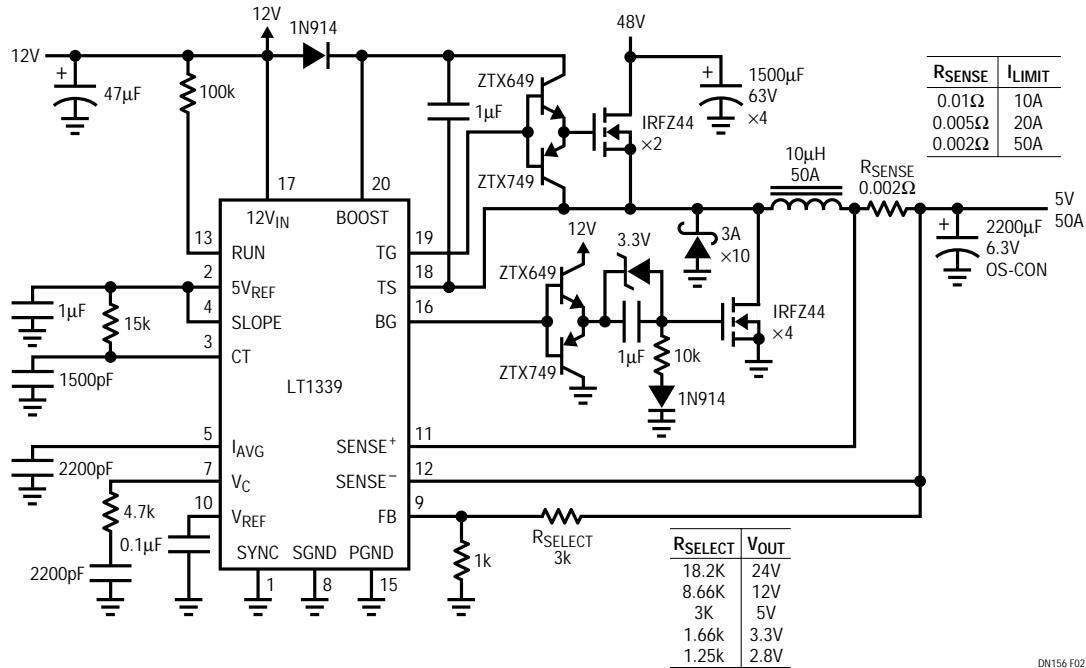 12V
12V
1N914
47µF
+
100k
1µF
ZTX649
ZTX749
48V
IRFZ44
×2
+
1500µF
63V
×4
RSENSE ILIMIT
0.01Ω 10A
0.005Ω 20A
0.002Ω 50A
10µH
50A
RSENSE
0.002Ω
5V
50A
+
2200µF
6.3V
OS-CON
17
20
12VIN
BOOST
13
RUN
19
TG
18
TS
16
BG
2
5VREF
4
SLOPE
3
CT
1µF
15k
1500pF
LT1339
12V
ZTX649
ZTX749
3.3V
1µF
10k
1N914
3A
×10
IRFZ44
×4
5
IAVG
2200pF
7
VC
10
VREF
4.7k
0.1µF
2200pF
11
SENSE+
12
SENSE−
9
FB
SYNC
SGND
PGND
1
8
15
1k
RSELECT
3k
RSELECT VOUT
18.2K 24V
8.66K 12V
3K 5V
1.66k 3.3V
1.25k 2.8V
DN156 F02